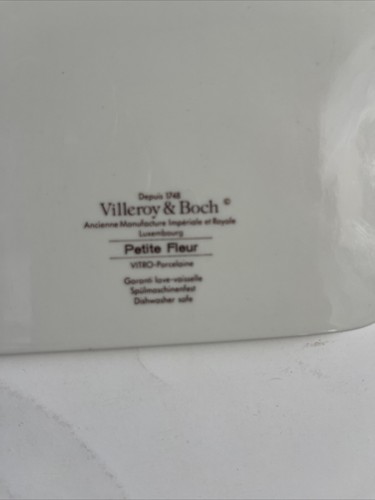 Depuis 1748
Villeroy & Boch ©
Ancienne Manufacture Impériale et Royale
Luxembourg
Petite Fleur
VITRO-Porcelaine
Garanti lave-vaisselle
Spülmaschinenfest
Dishwasher safe